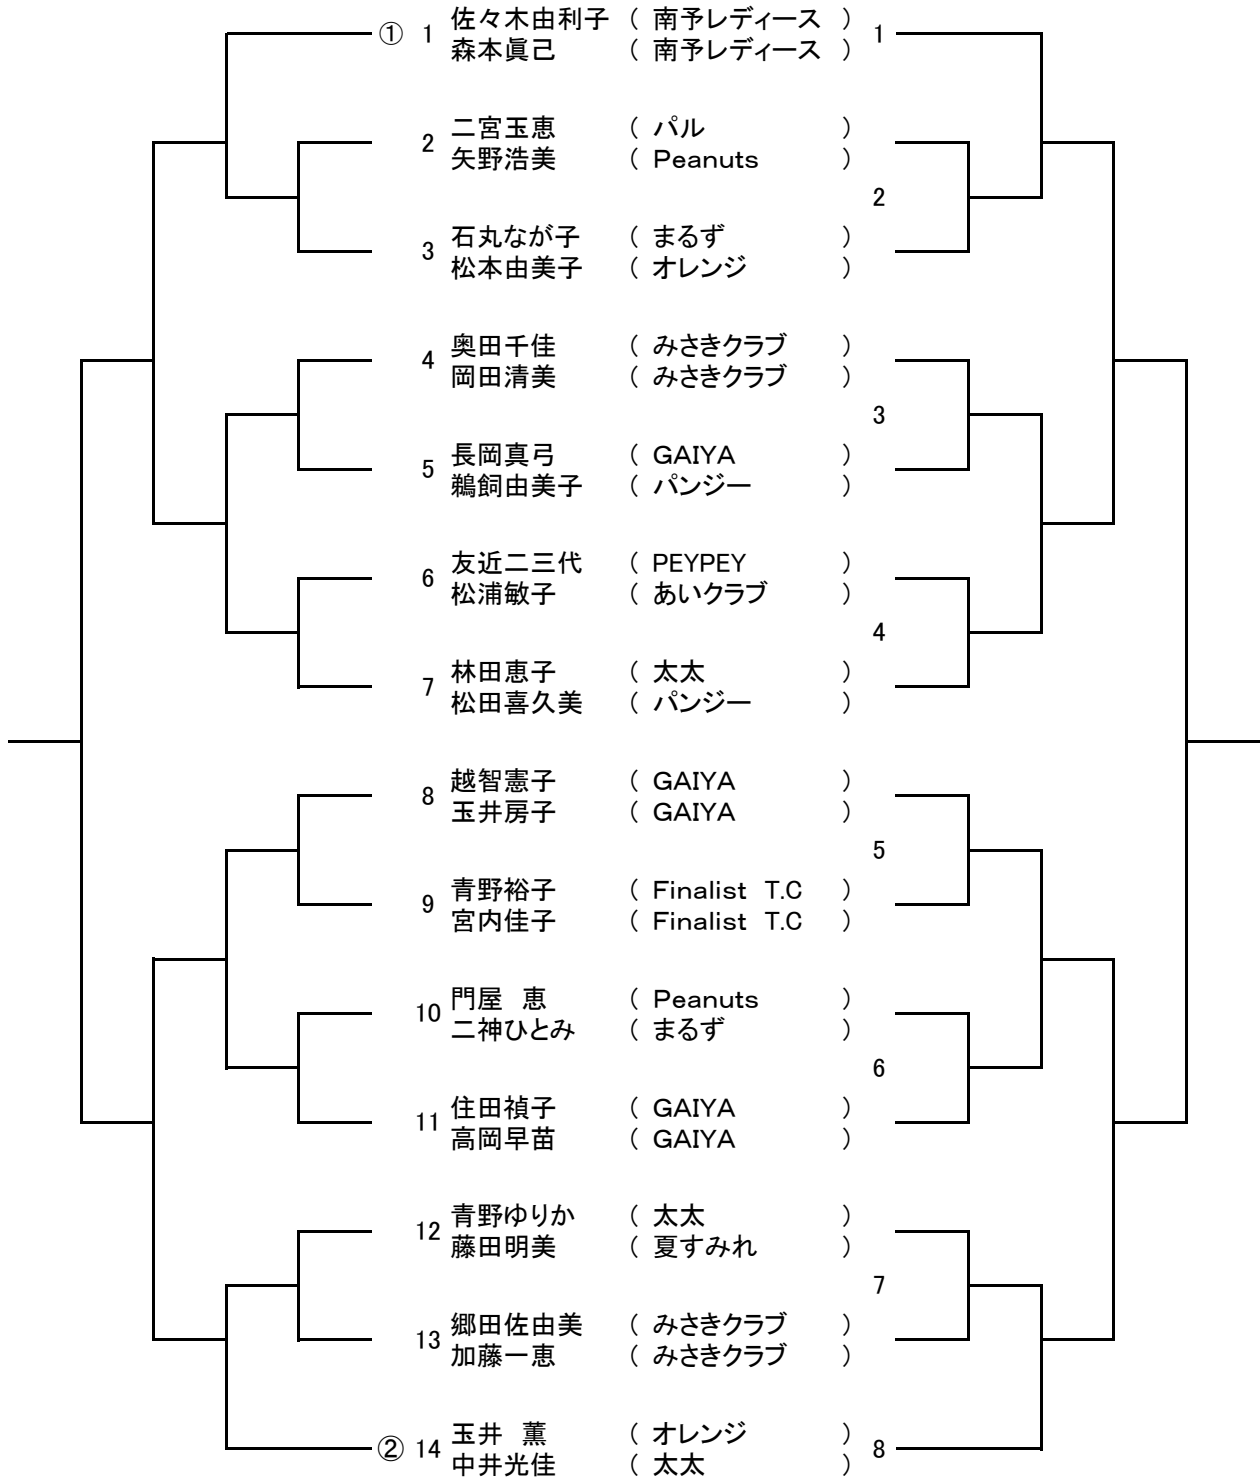 ① 1 佐々木由利子 ( 南予レディース ) 1
森本眞己 ( 南予レディース )
2 二宮玉恵 ( パル )
矢野浩美 ( Peanuts )
2
3 石丸なが子 ( まるず )
松本由美子 ( オレンジ )
4 奥田千佳 ( みさきクラブ )
岡田清美 ( みさきクラブ )
3
5 長岡真弓 ( GAIYA )
鵜飼由美子 ( パンジー )
6 友近二三代 ( PEYPEY )
松浦敏子 ( あいクラブ )
4
7 林田恵子 ( 太太 )
松田喜久美 ( パンジー )
8 越智憲子 ( GAIYA )
玉井房子 ( GAIYA )
5
9 青野裕子 ( Finalist T.C )
宮内佳子 ( Finalist T.C )
10 門屋 恵 ( Peanuts )
二神ひとみ ( まるず )
6
11 住田禎子 ( GAIYA )
高岡早苗 ( GAIYA )
12 青野ゆりか ( 太太 )
藤田明美 ( 夏すみれ )
7
13 郷田佐由美 ( みさきクラブ )
加藤一恵 ( みさきクラブ )
② 14 玉井 薫 ( オレンジ ) 8
中井光佳 ( 太太 )